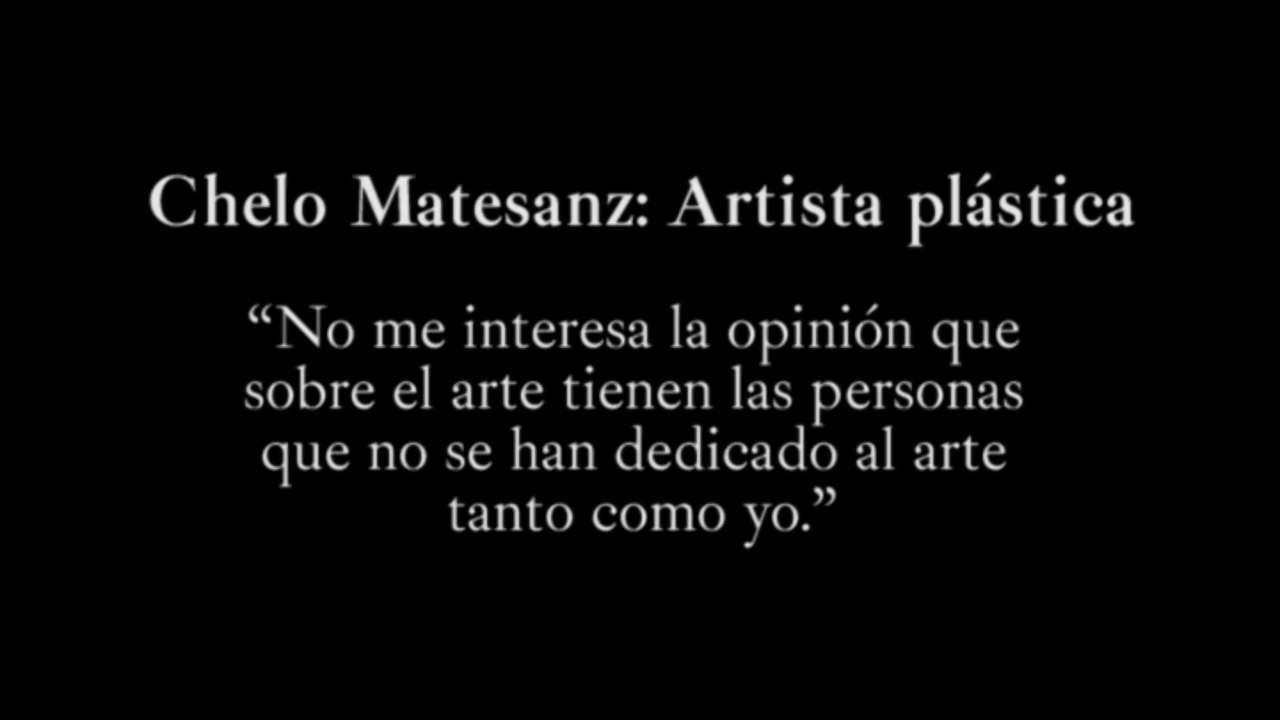 Chelo Matesanz: Artista plástica
“No me interesa la opinión que
sobre el arte tienen las personas
que no se han dedicado al arte
tanto como yo.”